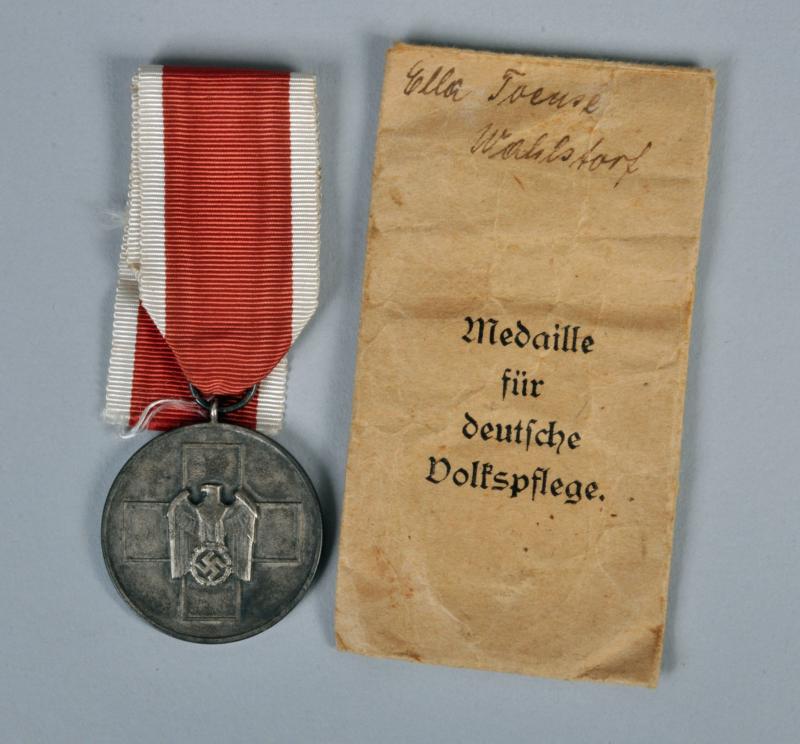 Ella
Wahlstorf
Medaille
für
deutſche
Volkspflege.